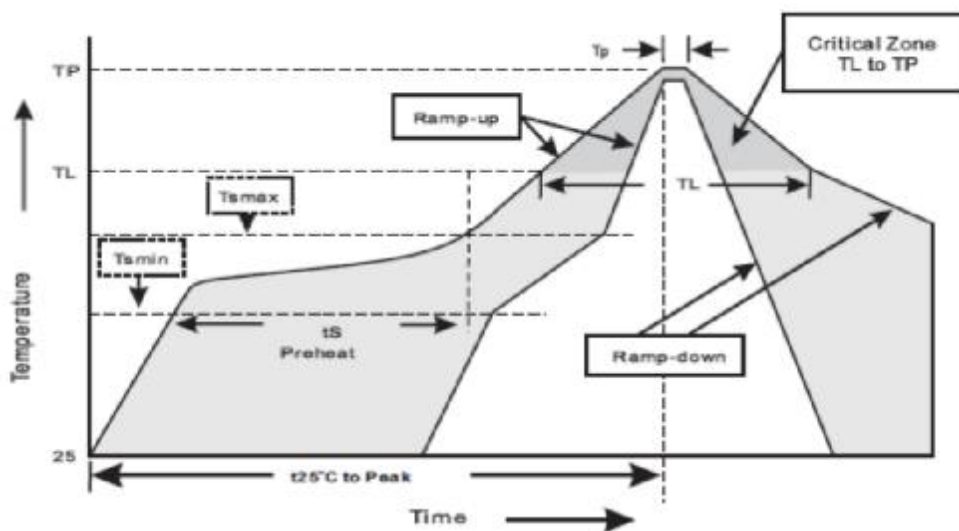 Tp
Critical Zone
TL to TP
TP
Ramp-up
TL
TL
Tsmax
Tsmin
Temperature
tS
Preheat
Ramp-down
25
t25˚C to Peak
Time